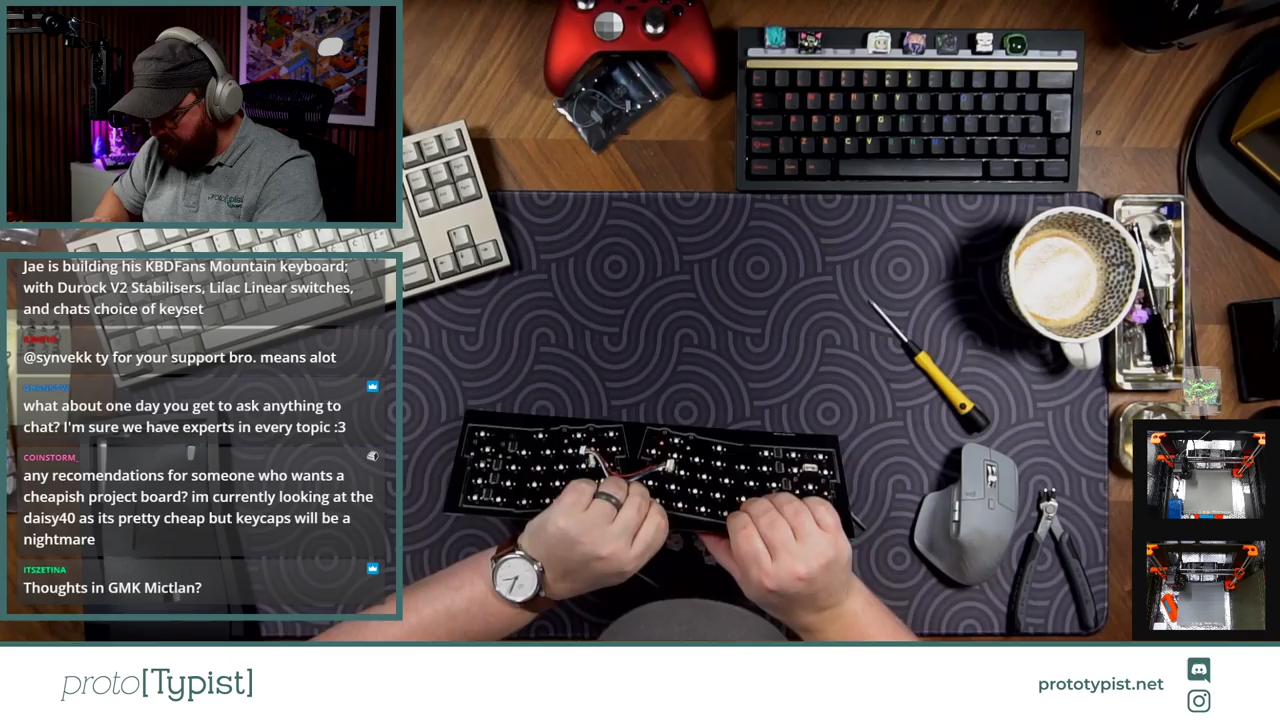 Jae is building his KBDFans Mountain keyboard;
with Durock V2 Stabilisers, Lilac Linear switches,
and chats choice of keyset
@synvekk ty for your support bro. means alot
what about one day you get to ask anything to
chat? I'm sure we have experts in every topic :3
COINSTORM_
any recomendations for someone who wants a
cheapish project board? im currently looking at the
daisy40 as its pretty cheap but keycaps will be a
nightmare
ITSZETINA
Thoughts in GMK Mictlan?
proto[Typist]
prototypist.net